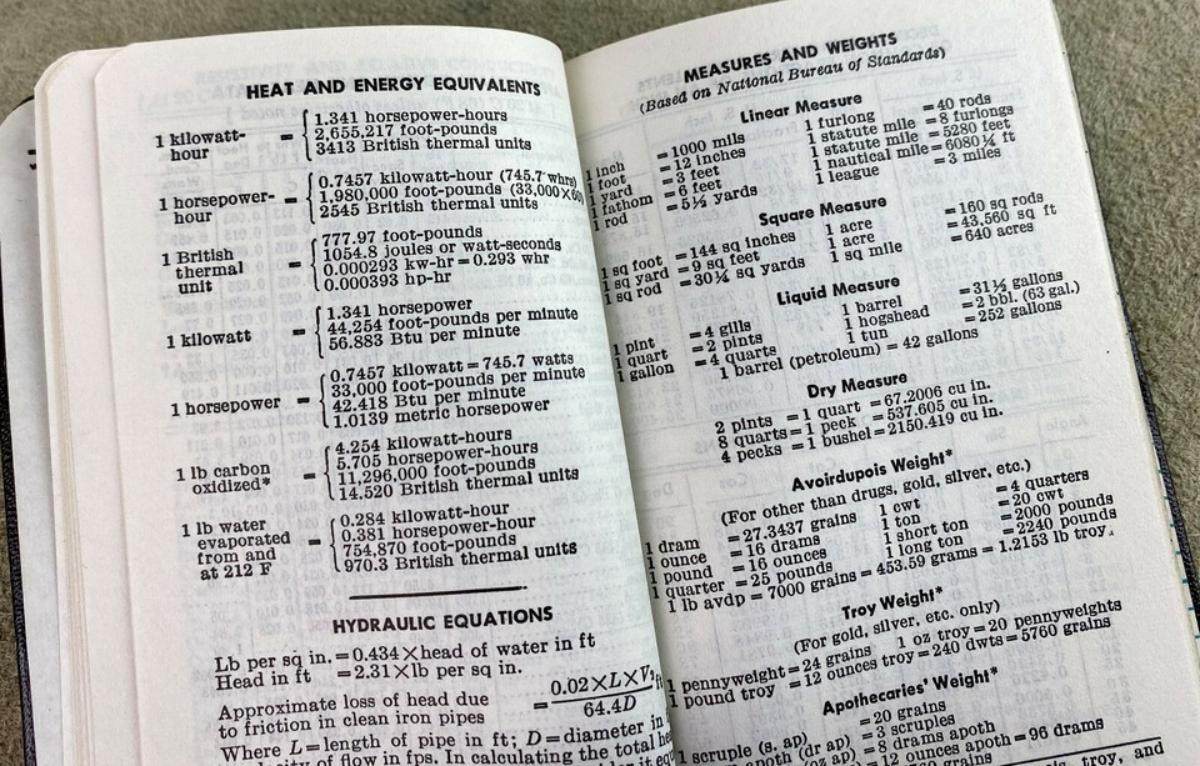 HEAT AND ENERGY EQUIVALENTS
1 kilowatt-hour = 1.341 horsepower-hours
2,655,217 foot-pounds
3413 British thermal units
1 horsepower-hour = 0.7457 kilowatt-hour (745.7 whrs)
1,980,000 foot-pounds (33,000×60)
2545 British thermal units
1 British thermal unit = 777.97 foot-pounds
1054.8 joules or watt-seconds
0.000293 kw-hr=0.293 whr
0.000393 hp-hr
1 kilowatt = 1.341 horsepower
44,254 foot-pounds per minute
56.883 Btu per minute
1 horsepower = 0.7457 kilowatt=745.7 watts
33,000 foot-pounds per minute
42.418 Btu per minute
1.0139 metric horsepower
1 lb carbon oxidized* = 4.254 kilowatt-hours
5.705 horsepower-hours
11,296,000 foot-pounds
14,520 British thermal units
1 lb water evaporated from and at 212 F = 0.284 kilowatt-hour
0.381 horsepower-hour
754,870 foot-pounds
970.3 British thermal units
HYDRAULIC EQUATIONS
Lb per sq in.=0.434×head of water in ft
Head in ft =2.31×lb per sq in.
Approximate loss of head due
to friction in clean iron pipes = 0.02×L×V²/64.4D
Where L=length of pipe in ft; D=diameter in
of flow in fps. In calculating the total
MEASURES AND WEIGHTS
(Based on National Bureau of Standards)
Linear Measure
1 inch =1000 mils
1 foot =12 inches
1 yard =3 feet
1 fathom =6 feet
1 rod =5½ yards
1 furlong =40 rods
1 statute mile =8 furlongs
1 statute mile =5280 feet
1 nautical mile=6080¼ ft
1 league =3 miles
Square Measure
1 sq foot =144 sq inches
1 sq yard =9 sq feet
1 sq rod =30¼ sq yards
1 acre =160 sq rods
1 acre =43,560 sq ft
1 sq mile =640 acres
Liquid Measure
1 pint =4 gills
1 quart =2 pints
1 gallon =4 quarts
1 barrel =31½ gallons
1 hogshead =2 bbl. (63 gal.)
1 tun =252 gallons
1 barrel (petroleum) = 42 gallons
Dry Measure
2 pints =1 quart =67.2006 cu in.
8 quarts=1 peck =537.605 cu in.
4 pecks =1 bushel=2150.419 cu in.
Avoirdupois Weight*
(For other than drugs, gold, silver, etc.)
1 dram =27.3437 grains
1 ounce =16 drams
1 pound =16 ounces
1 quarter =25 pounds
1 cwt =4 quarters
1 ton =20 cwt
1 short ton =2000 pounds
1 long ton =2240 pounds
1 lb avdp = 7000 grains = 453.59 grams = 1.2153 lb troy.
Troy Weight*
(For gold, silver, etc. only)
1 pennyweight=24 grains 1 oz troy=20 pennyweights
1 pound troy =12 ounces troy=240 dwts=5760 grains
Apothecaries' Weight*
1 scruple (s. ap) =20 grains
(dr ap) =3 scruples
(oz ap) =8 drams apoth
=12 ounces apoth=96 drams
grains
troy, and